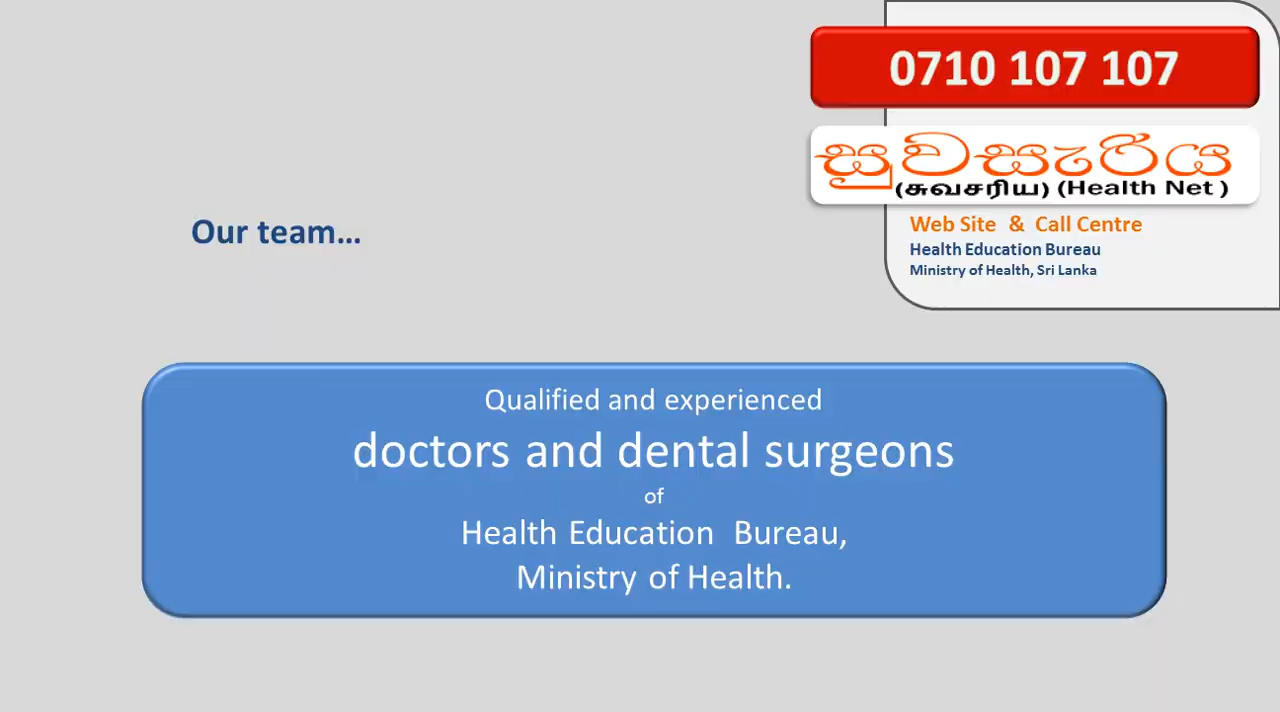 0710 107 107
සුවසැරිය
(சுவசரிய) (Health Net )
Web Site & Call Centre
Health Education Bureau
Ministry of Health, Sri Lanka
Our team...
Qualified and experienced
doctors and dental surgeons
of
Health Education Bureau,
Ministry of Health.